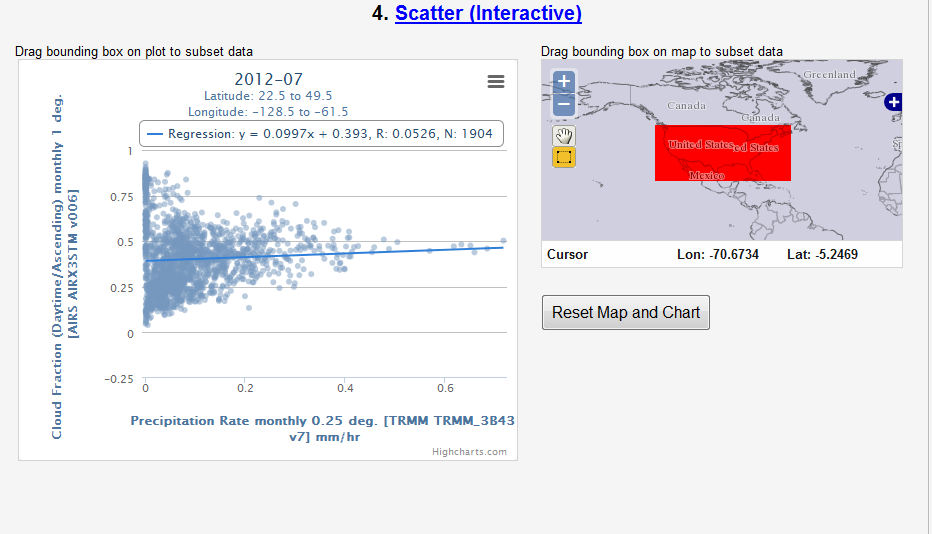 4. Scatter (Interactive)
Drag bounding box on plot to subset data
2012-07
Latitude: 22.5 to 49.5
Longitude: −128.5 to −61.5
Regression: y = 0.0997x + 0.393, R: 0.0526, N: 1904
Cloud Fraction (Daytime/Ascending) monthly 1 deg.
[AIRS AIRX3STM v006]
1
0.75
0.5
0.25
0
−0.25
0
0.2
0.4
0.6
Precipitation Rate monthly 0.25 deg. [TRMM TRMM_3B43
v7] mm/hr
Highcharts.com
Drag bounding box on map to subset data
+
−
+
Greenland
Canada
Canada
United States
ed States
Mexico
Cursor Lon: -70.6734 Lat: -5.2469
Reset Map and Chart